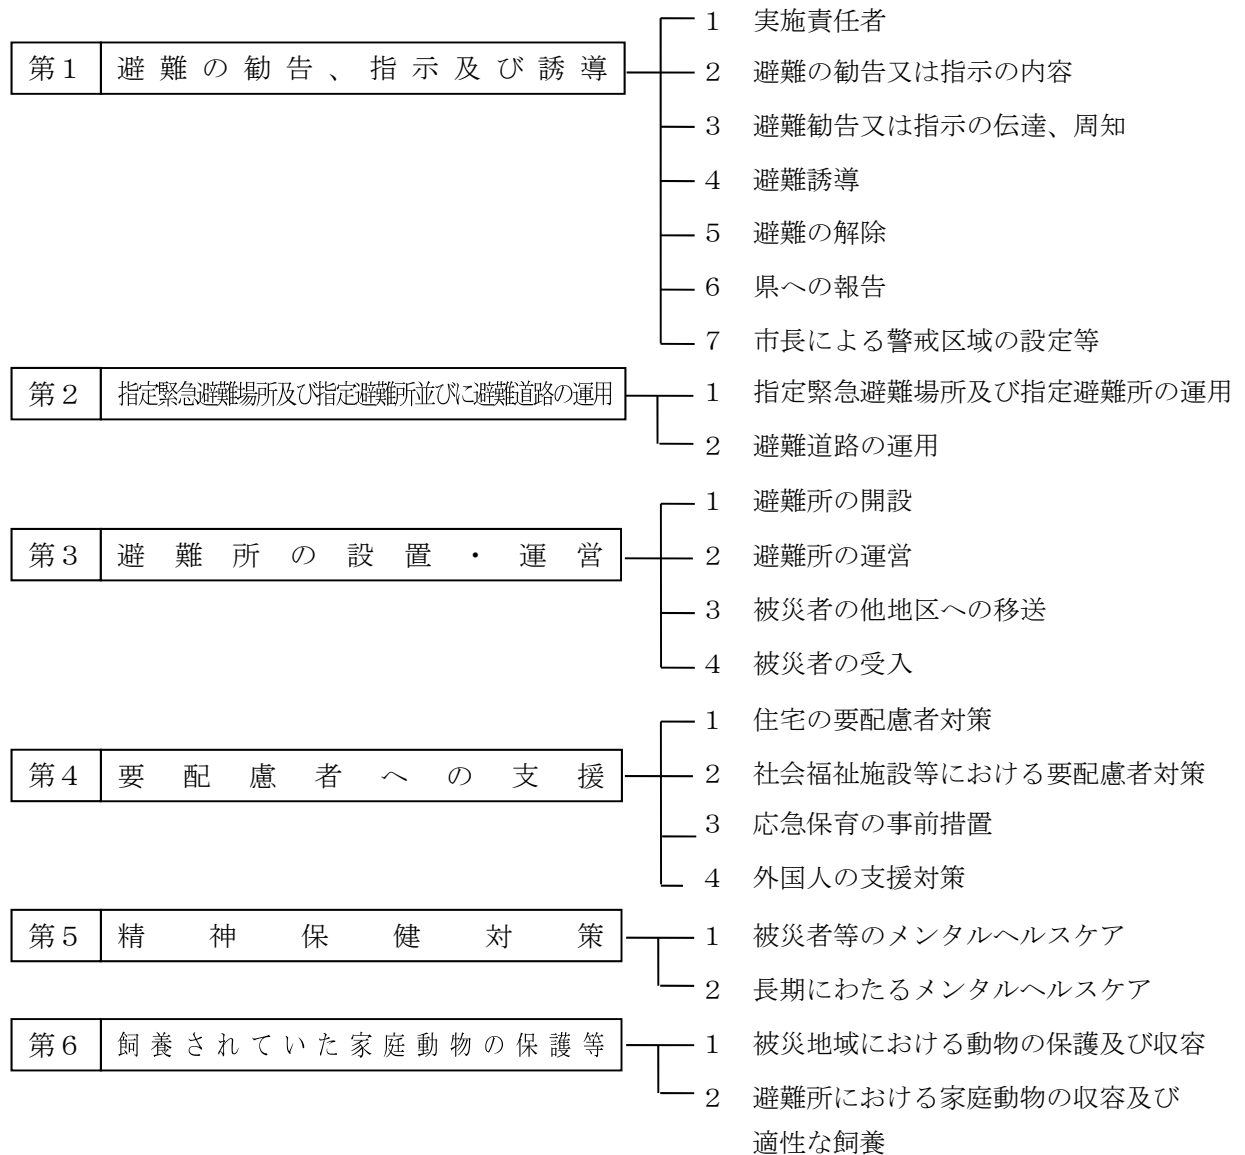 1 実施責任者
第1 避難の勧告、指示及び誘導
2 避難の勧告又は指示の内容
3 避難勧告又は指示の伝達、周知
4 避難誘導
5 避難の解除
6 県への報告
7 市長による警戒区域の設定等
第2 指定緊急避難場所及び指定避難所並びに避難道路の運用
1 指定緊急避難場所及び指定避難所の運用
2 避難道路の運用
1 避難所の開設
第3 避難所の設置・運営
2 避難所の運営
3 被災者の他地区への移送
4 被災者の受入
1 住宅の要配慮者対策
第4 要配慮者への支援
2 社会福祉施設等における要配慮者対策
3 応急保育の事前措置
4 外国人の支援対策
第5 精神保健対策
1 被災者等のメンタルヘルスケア
2 長期にわたるメンタルヘルスケア
第6 飼養されていた家庭動物の保護等
1 被災地域における動物の保護及び収容
2 避難所における家庭動物の収容及び
適性な飼養